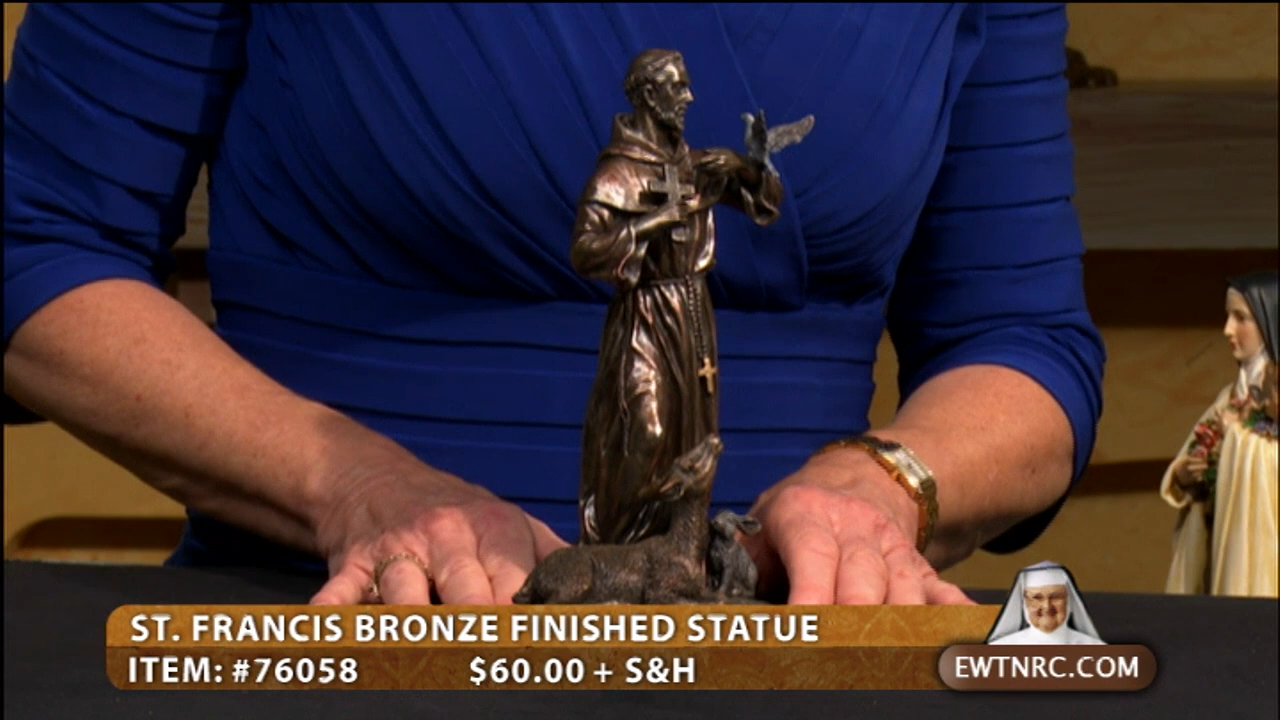 ST. FRANCIS BRONZE FINISHED STATUE
ITEM: #76058 $60.00 + S&H
EWTNRC.COM